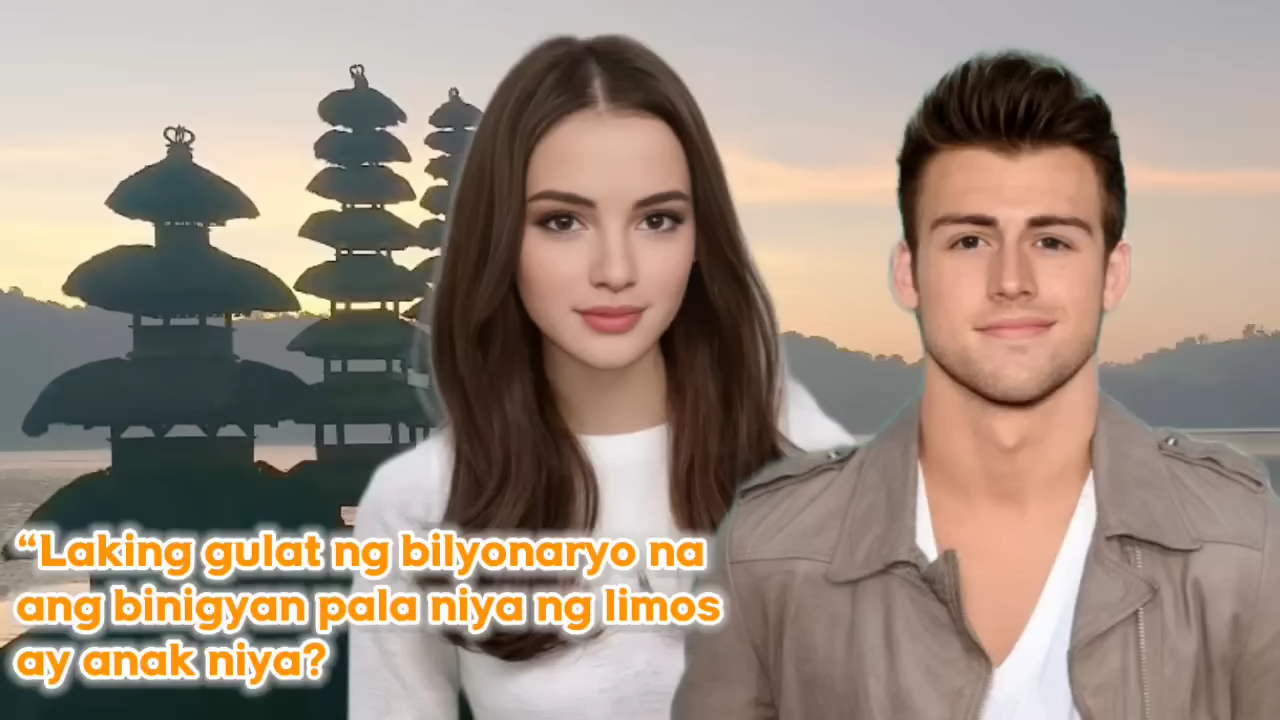 “Laking gulat ng bilyonaryo na
ang binigyan pala niya ng limos
ay anak niya?